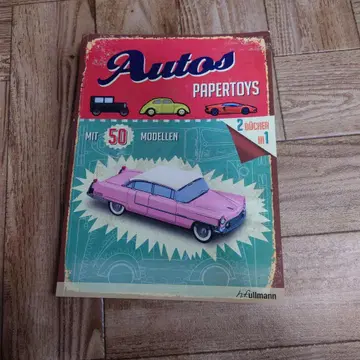 Autos
PAPERTOYS
MIT 50 MODELLEN
2
BÜCHER
IN 1
h.f.ullmann